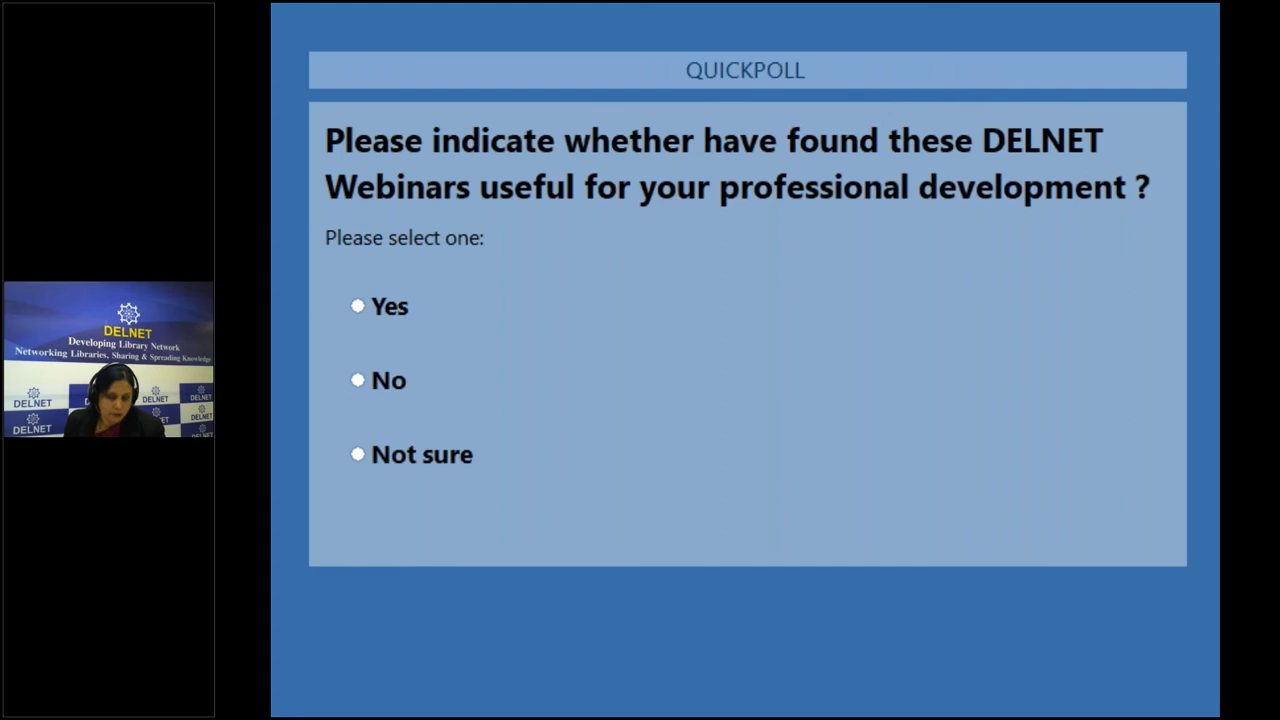 QUICKPOLL
Please indicate whether have found these DELNET
Webinars useful for your professional development ?
Please select one:
Yes
No
Not sure
DELNET
Developing Library Network
Networking Libraries, Sharing & Spreading Knowledge
DELNET
DELNET
DELNET
DELNET
DELNET